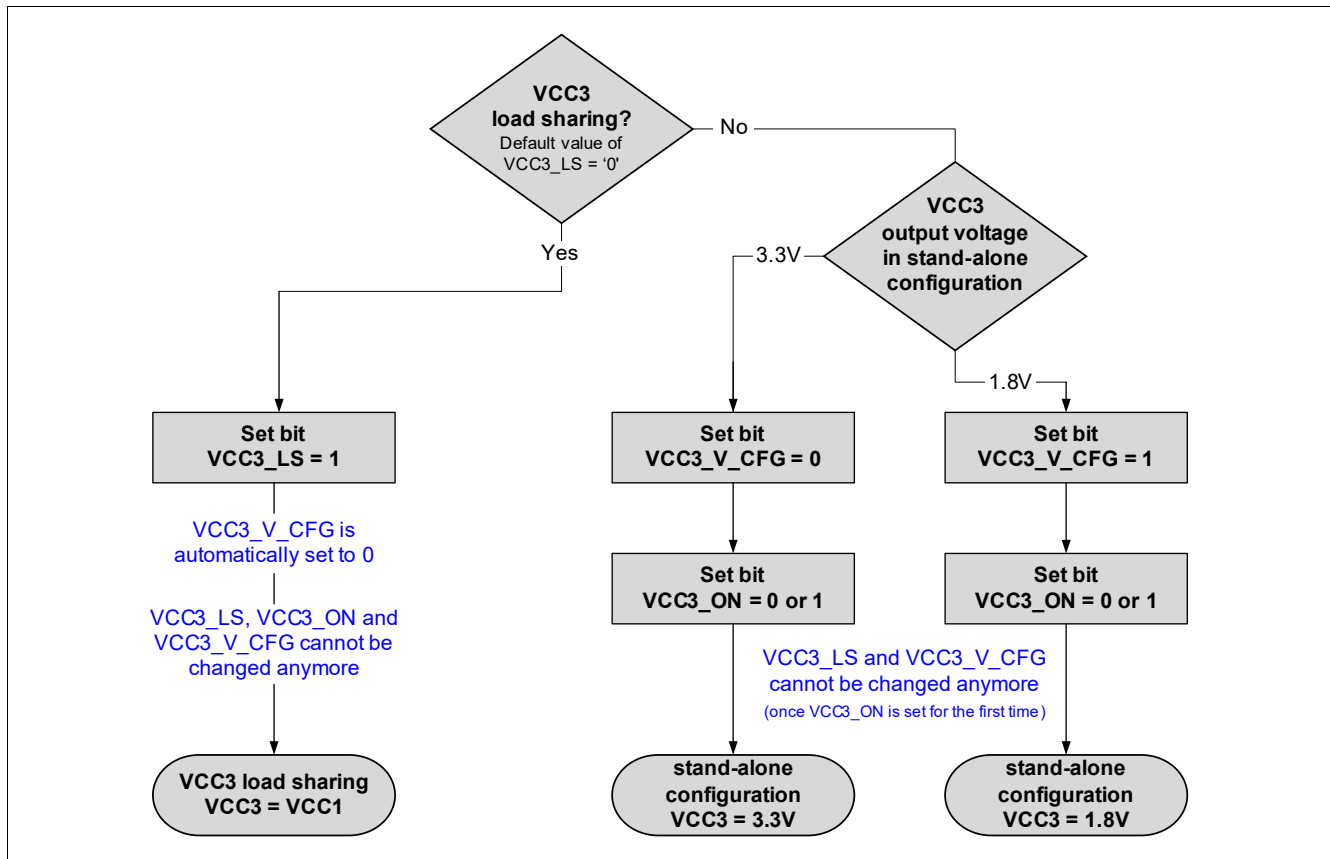 VCC3
load sharing?
Default value of
VCC3_LS = ‘0'
No
Yes
VCC3
output voltage
in stand-alone
configuration
3.3V
1.8V
Set bit
VCC3_LS = 1
VCC3_V_CFG is
automatically set to 0
VCC3_LS, VCC3_ON and
VCC3_V_CFG cannot be
changed anymore
VCC3 load sharing
VCC3 = VCC1
Set bit
VCC3_V_CFG = 0
Set bit
VCC3_ON = 0 or 1
Set bit
VCC3_V_CFG = 1
Set bit
VCC3_ON = 0 or 1
VCC3_LS and VCC3_V_CFG
cannot be changed anymore
(once VCC3_ON is set for the first time)
stand-alone
configuration
VCC3 = 3.3V
stand-alone
configuration
VCC3 = 1.8V